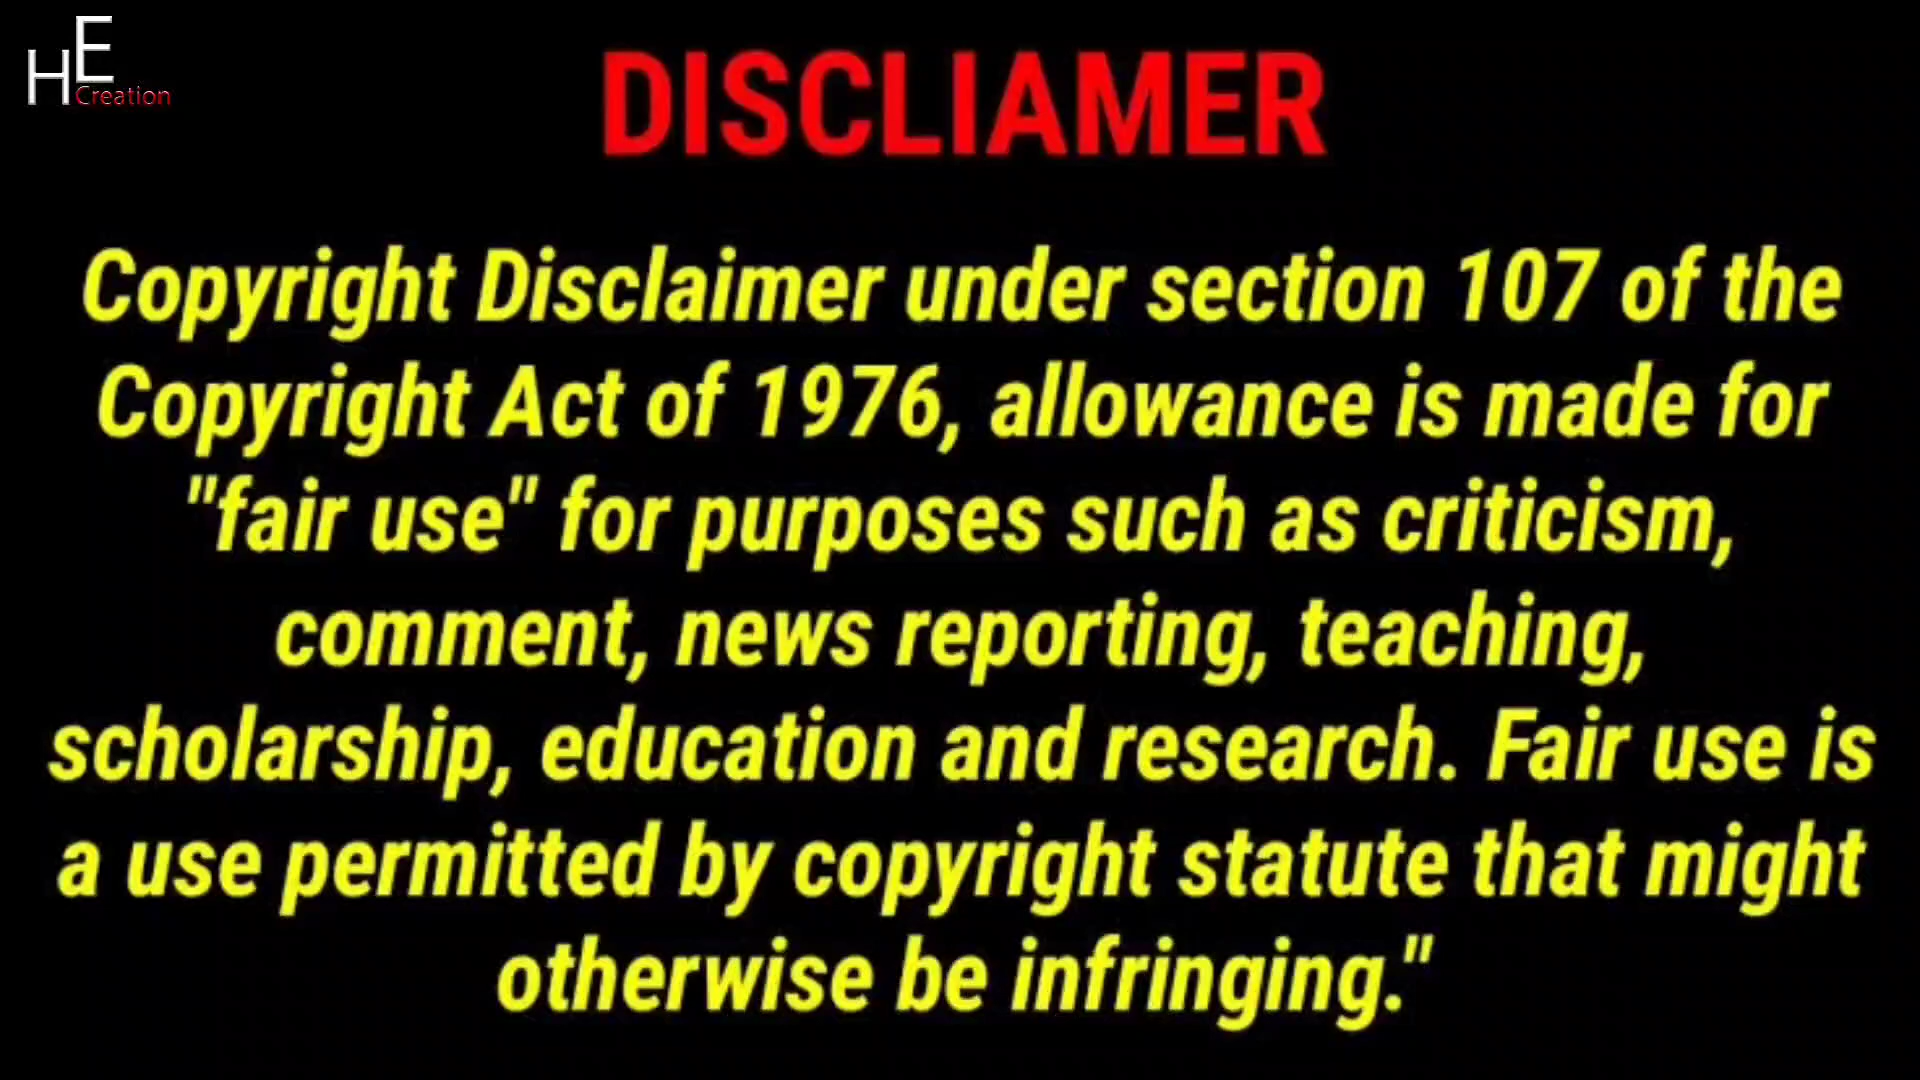 HE
Creation
DISCLIAMER
Copyright Disclaimer under section 107 of the
Copyright Act of 1976, allowance is made for
"fair use" for purposes such as criticism,
comment, news reporting, teaching,
scholarship, education and research. Fair use is
a use permitted by copyright statute that might
otherwise be infringing."